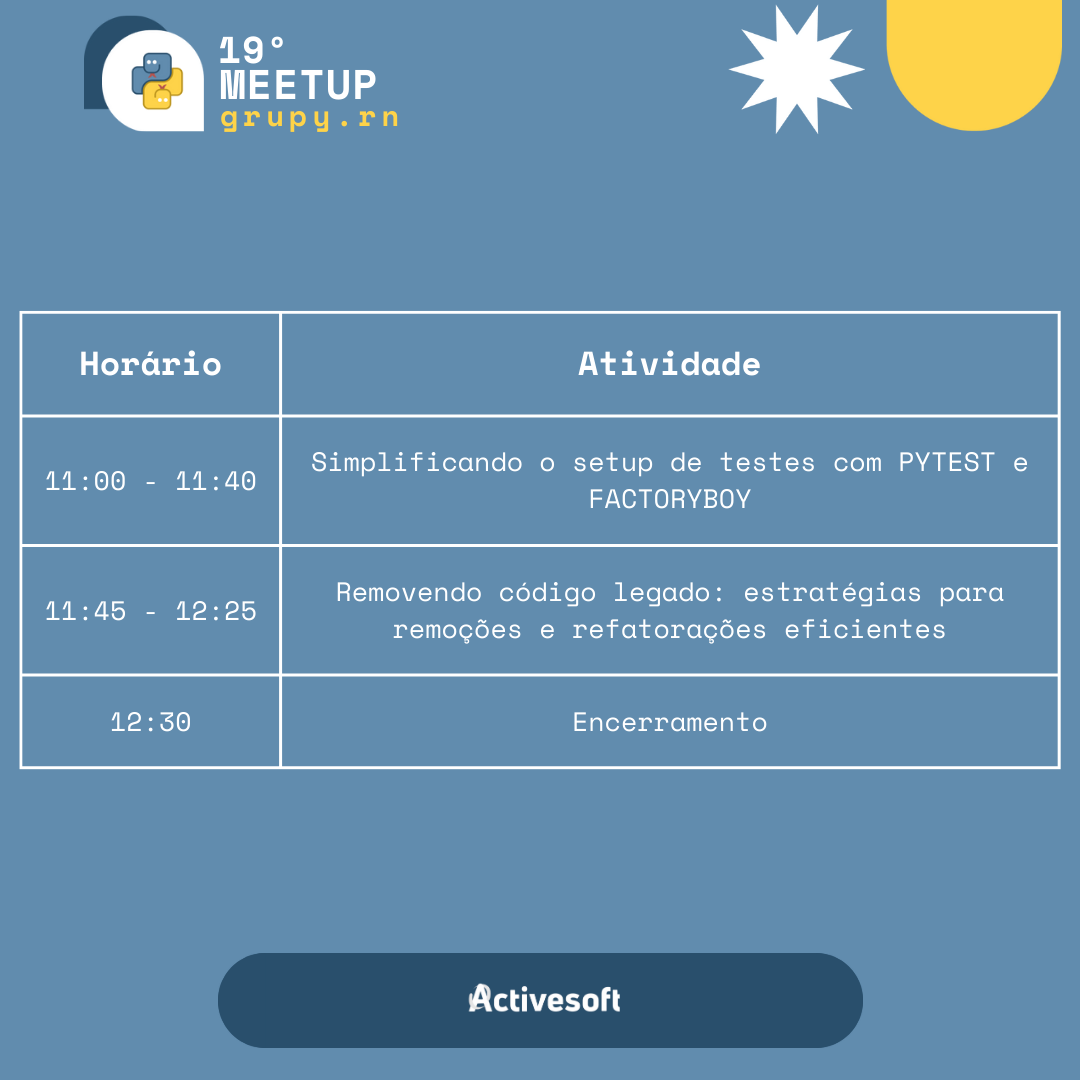 19°
MEETUP
grupy.rn
Horário
Atividade
11:00 - 11:40
Simplificando o setup de testes com PYTEST e
FACTORYBOY
11:45 - 12:25
Removendo código legado: estratégias para
remoções e refatorações eficientes
12:30
Encerramento
Activesoft